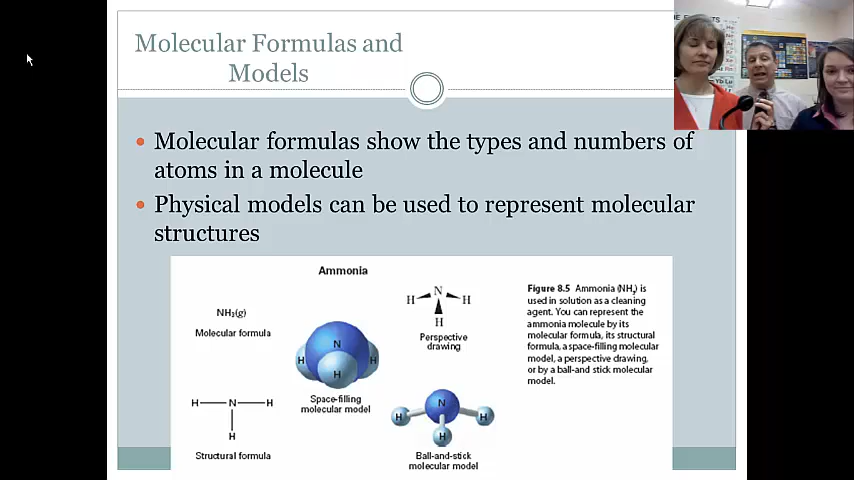 Molecular Formulas and
Models
• Molecular formulas show the types and numbers of
atoms in a molecule
• Physical models can be used to represent molecular
structures
Ammonia
NH₃(g)
Molecular formula
H N H
H
Structural formula
N
H H
H
Space-filling
molecular model
N
H H
H
Perspective
drawing
N
H H
H
Ball-and-stick
molecular model
Figure 8.5 Ammonia (NH₃) is
used in solution as a cleaning
agent. You can represent the
ammonia molecule by its
molecular formula, its structural
formula, a space-filling molecular
model, a perspective drawing,
or by a ball-and stick molecular
model.